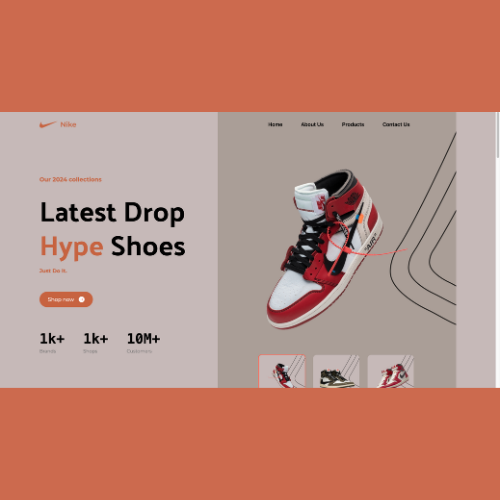 Nike
Home About Us Products Contact Us
Our 2024 collections
Latest Drop
Hype Shoes
Just Do It.
Shop now
1k+ 1k+ 10M+
Brands Shops Customers
"AIR"